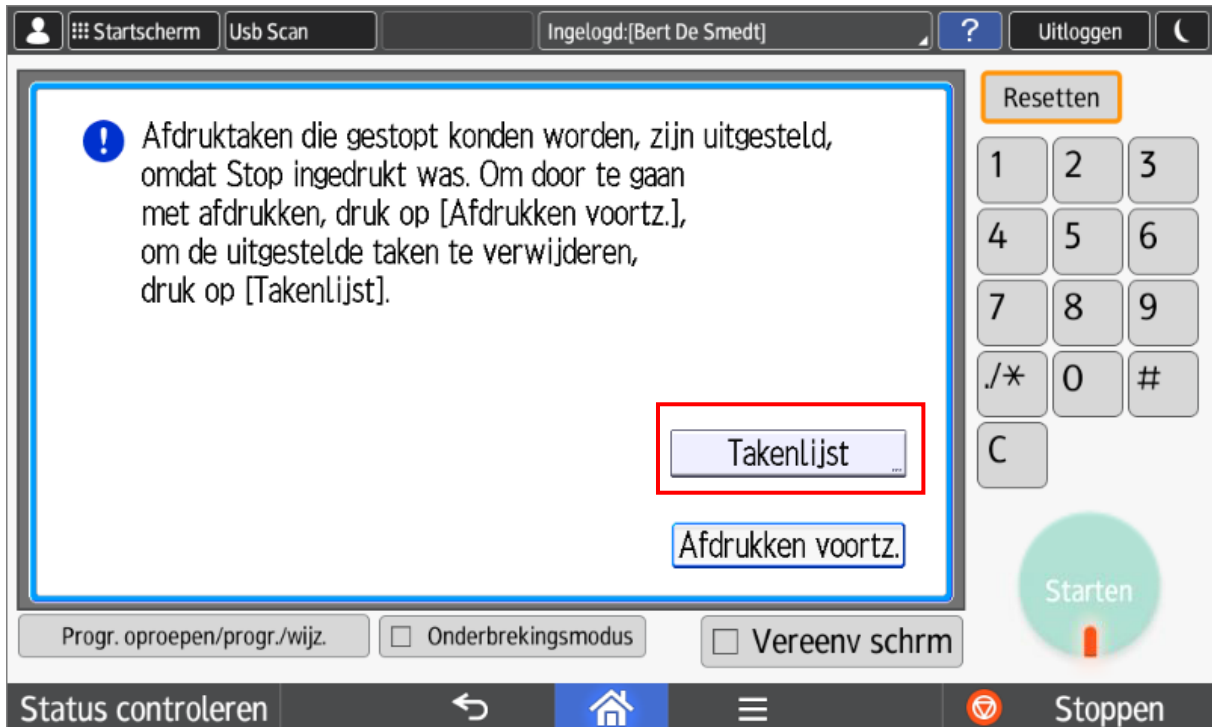 Startscherm
Usb Scan
Ingelogd:[Bert De Smedt]
?
Uitloggen
Afdruktaken die gestopt konden worden, zijn uitgesteld,
omdat Stop ingedrukt was. Om door te gaan
met afdrukken, druk op [Afdrukken voortz.],
om de uitgestelde taken te verwijderen,
druk op [Takenlijst].
Takenlijst
Afdrukken voortz.
Resetten
1 2 3
4 5 6
7 8 9
./* 0 #
C
Starten
Progr. oproepen/progr./wijz.
Onderbrekingsmodus
Vereenv schrm
Status controleren
Stoppen